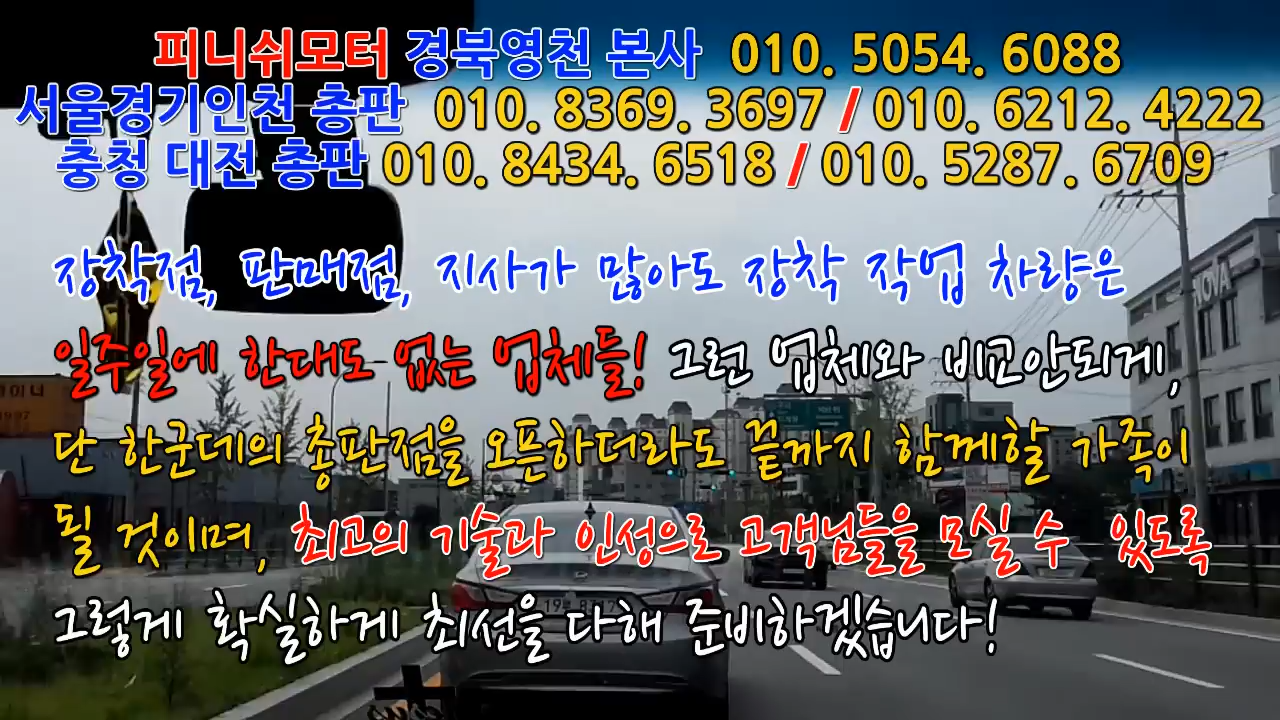 피니쉬모터 경북영천 본사 010. 5054. 6088
서울경기인천 총판 010. 8369. 3697 / 010. 6212. 4222
충청 대전 총판 010. 8434. 6518 / 010. 5287. 6709
장착점, 판매점, 지사가 많아도 장착 작업 차량은
일주일에 한대도 없는 업체들! 그런 업체와 비교안되게,
단 한군데의 총판점을 오픈하더라도 끝까지 함께할 가족이
될 것이며, 최고의 기술과 인성으로 고객님들을 모실 수 있도록
그렇게 확실하게 최선을 다해 준비하겠습니다!
NOVA